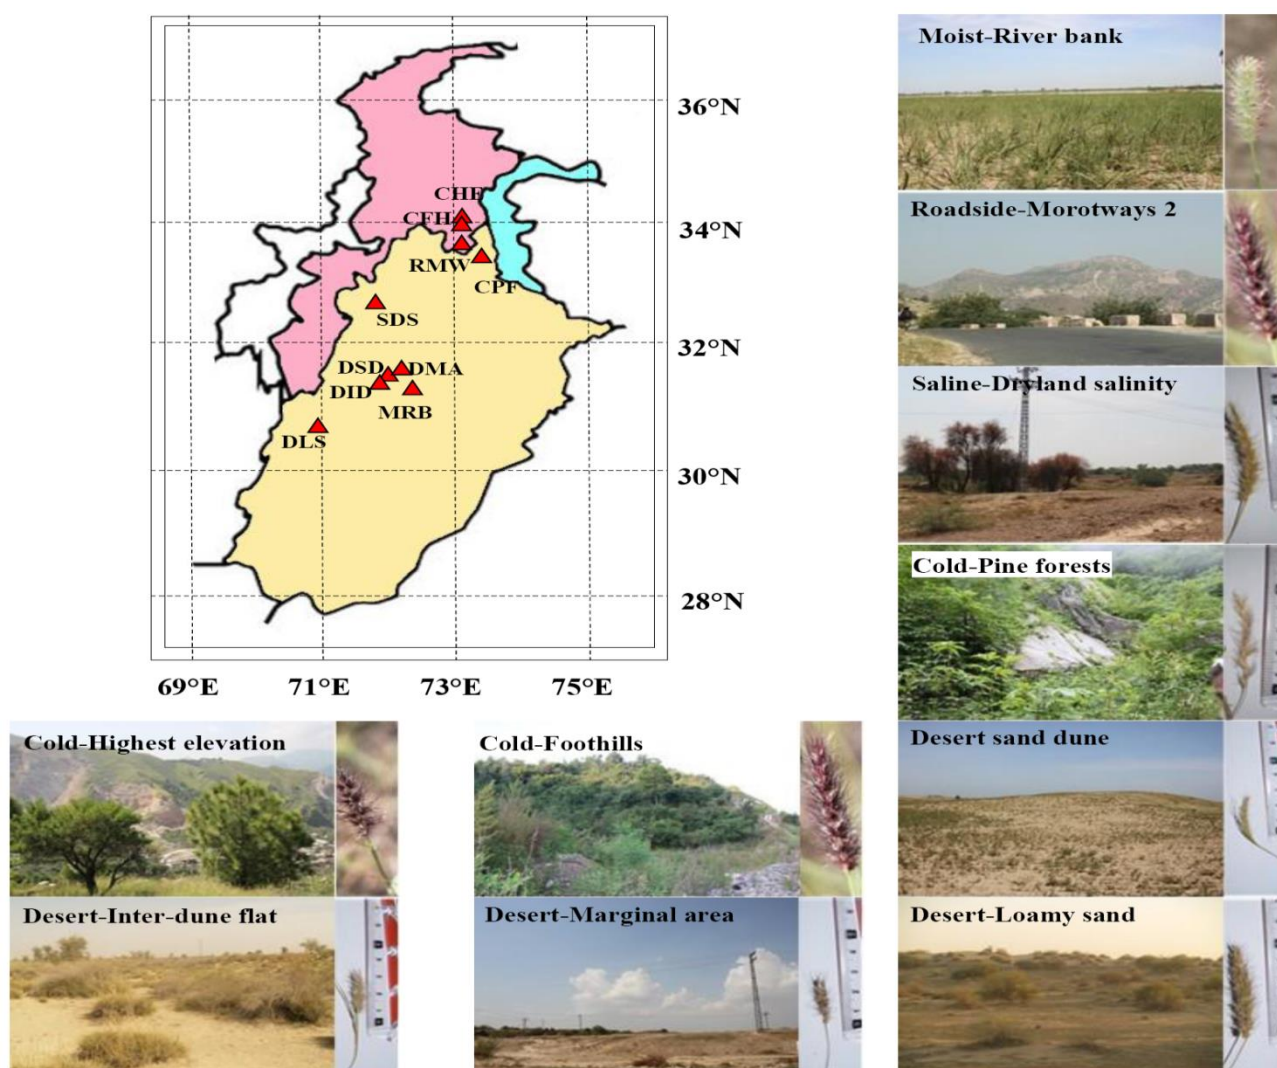 36°N
CHE
CFH
34°N
RMW
CPF
SDS
32°N
DSD
DMA
DID
MRB
DLS
30°N
28°N
69°E
71°E
73°E
75°E
Moist-River bank
Roadside-Morotways 2
Saline-Dryland salinity
Cold-Pine forests
Desert sand dune
Desert-Loamy sand
Cold-Highest elevation
Cold-Foothills
Desert-Inter-dune flat
Desert-Marginal area